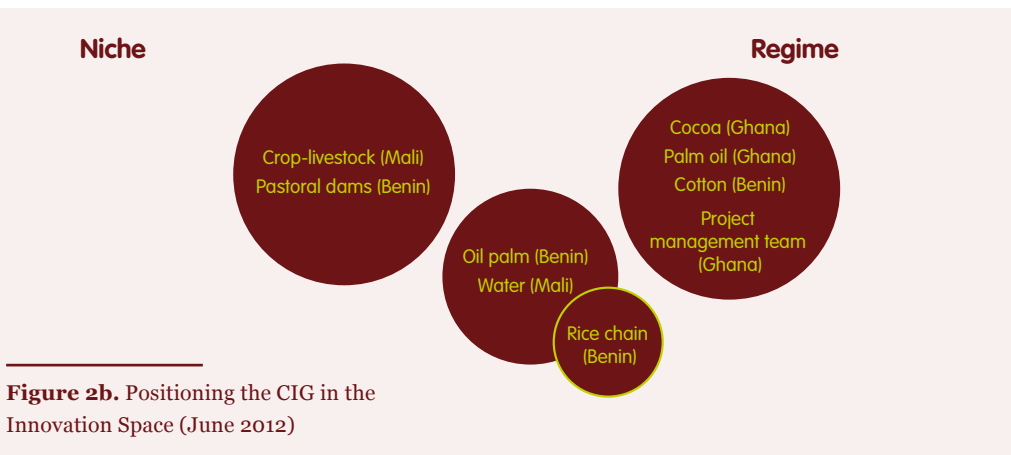 Niche
Regime
Crop-livestock (Mali)
Pastoral dams (Benin)
Cocoa (Ghana)
Palm oil (Ghana)
Cotton (Benin)
Project
management team
(Ghana)
Oil palm (Benin)
Water (Mali)
Rice chain
(Benin)
Figure 2b. Positioning the CIG in the
Innovation Space (June 2012)